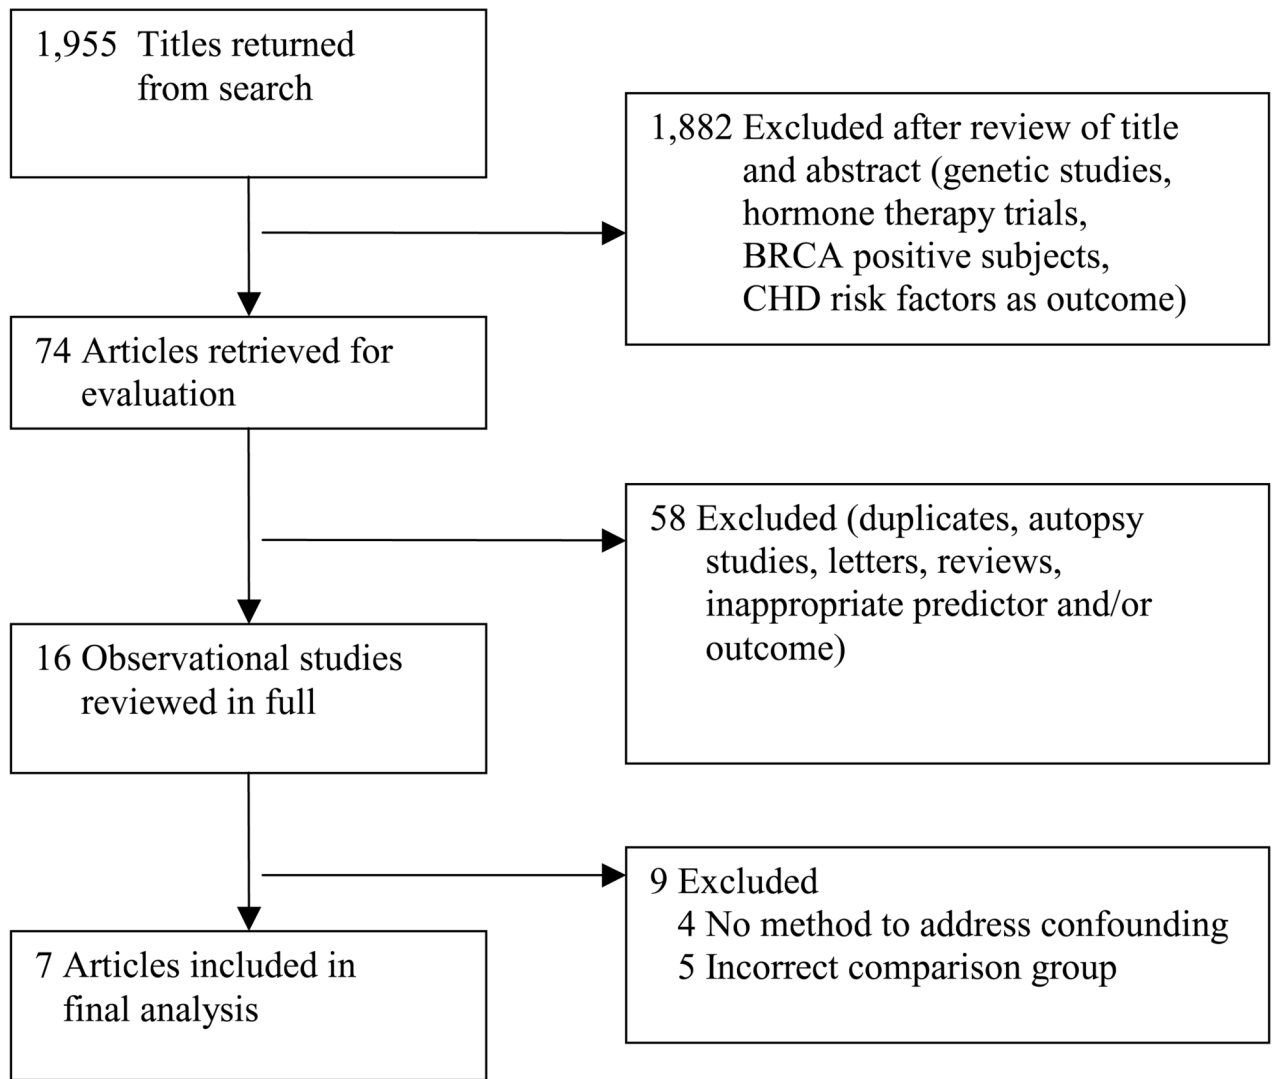 1,955 Titles returned
from search
1,882 Excluded after review of title
and abstract (genetic studies,
hormone therapy trials,
BRCA positive subjects,
CHD risk factors as outcome)
74 Articles retrieved for
evaluation
58 Excluded (duplicates, autopsy
studies, letters, reviews,
inappropriate predictor and/or
outcome)
16 Observational studies
reviewed in full
9 Excluded
4 No method to address confounding
5 Incorrect comparison group
7 Articles included in
final analysis